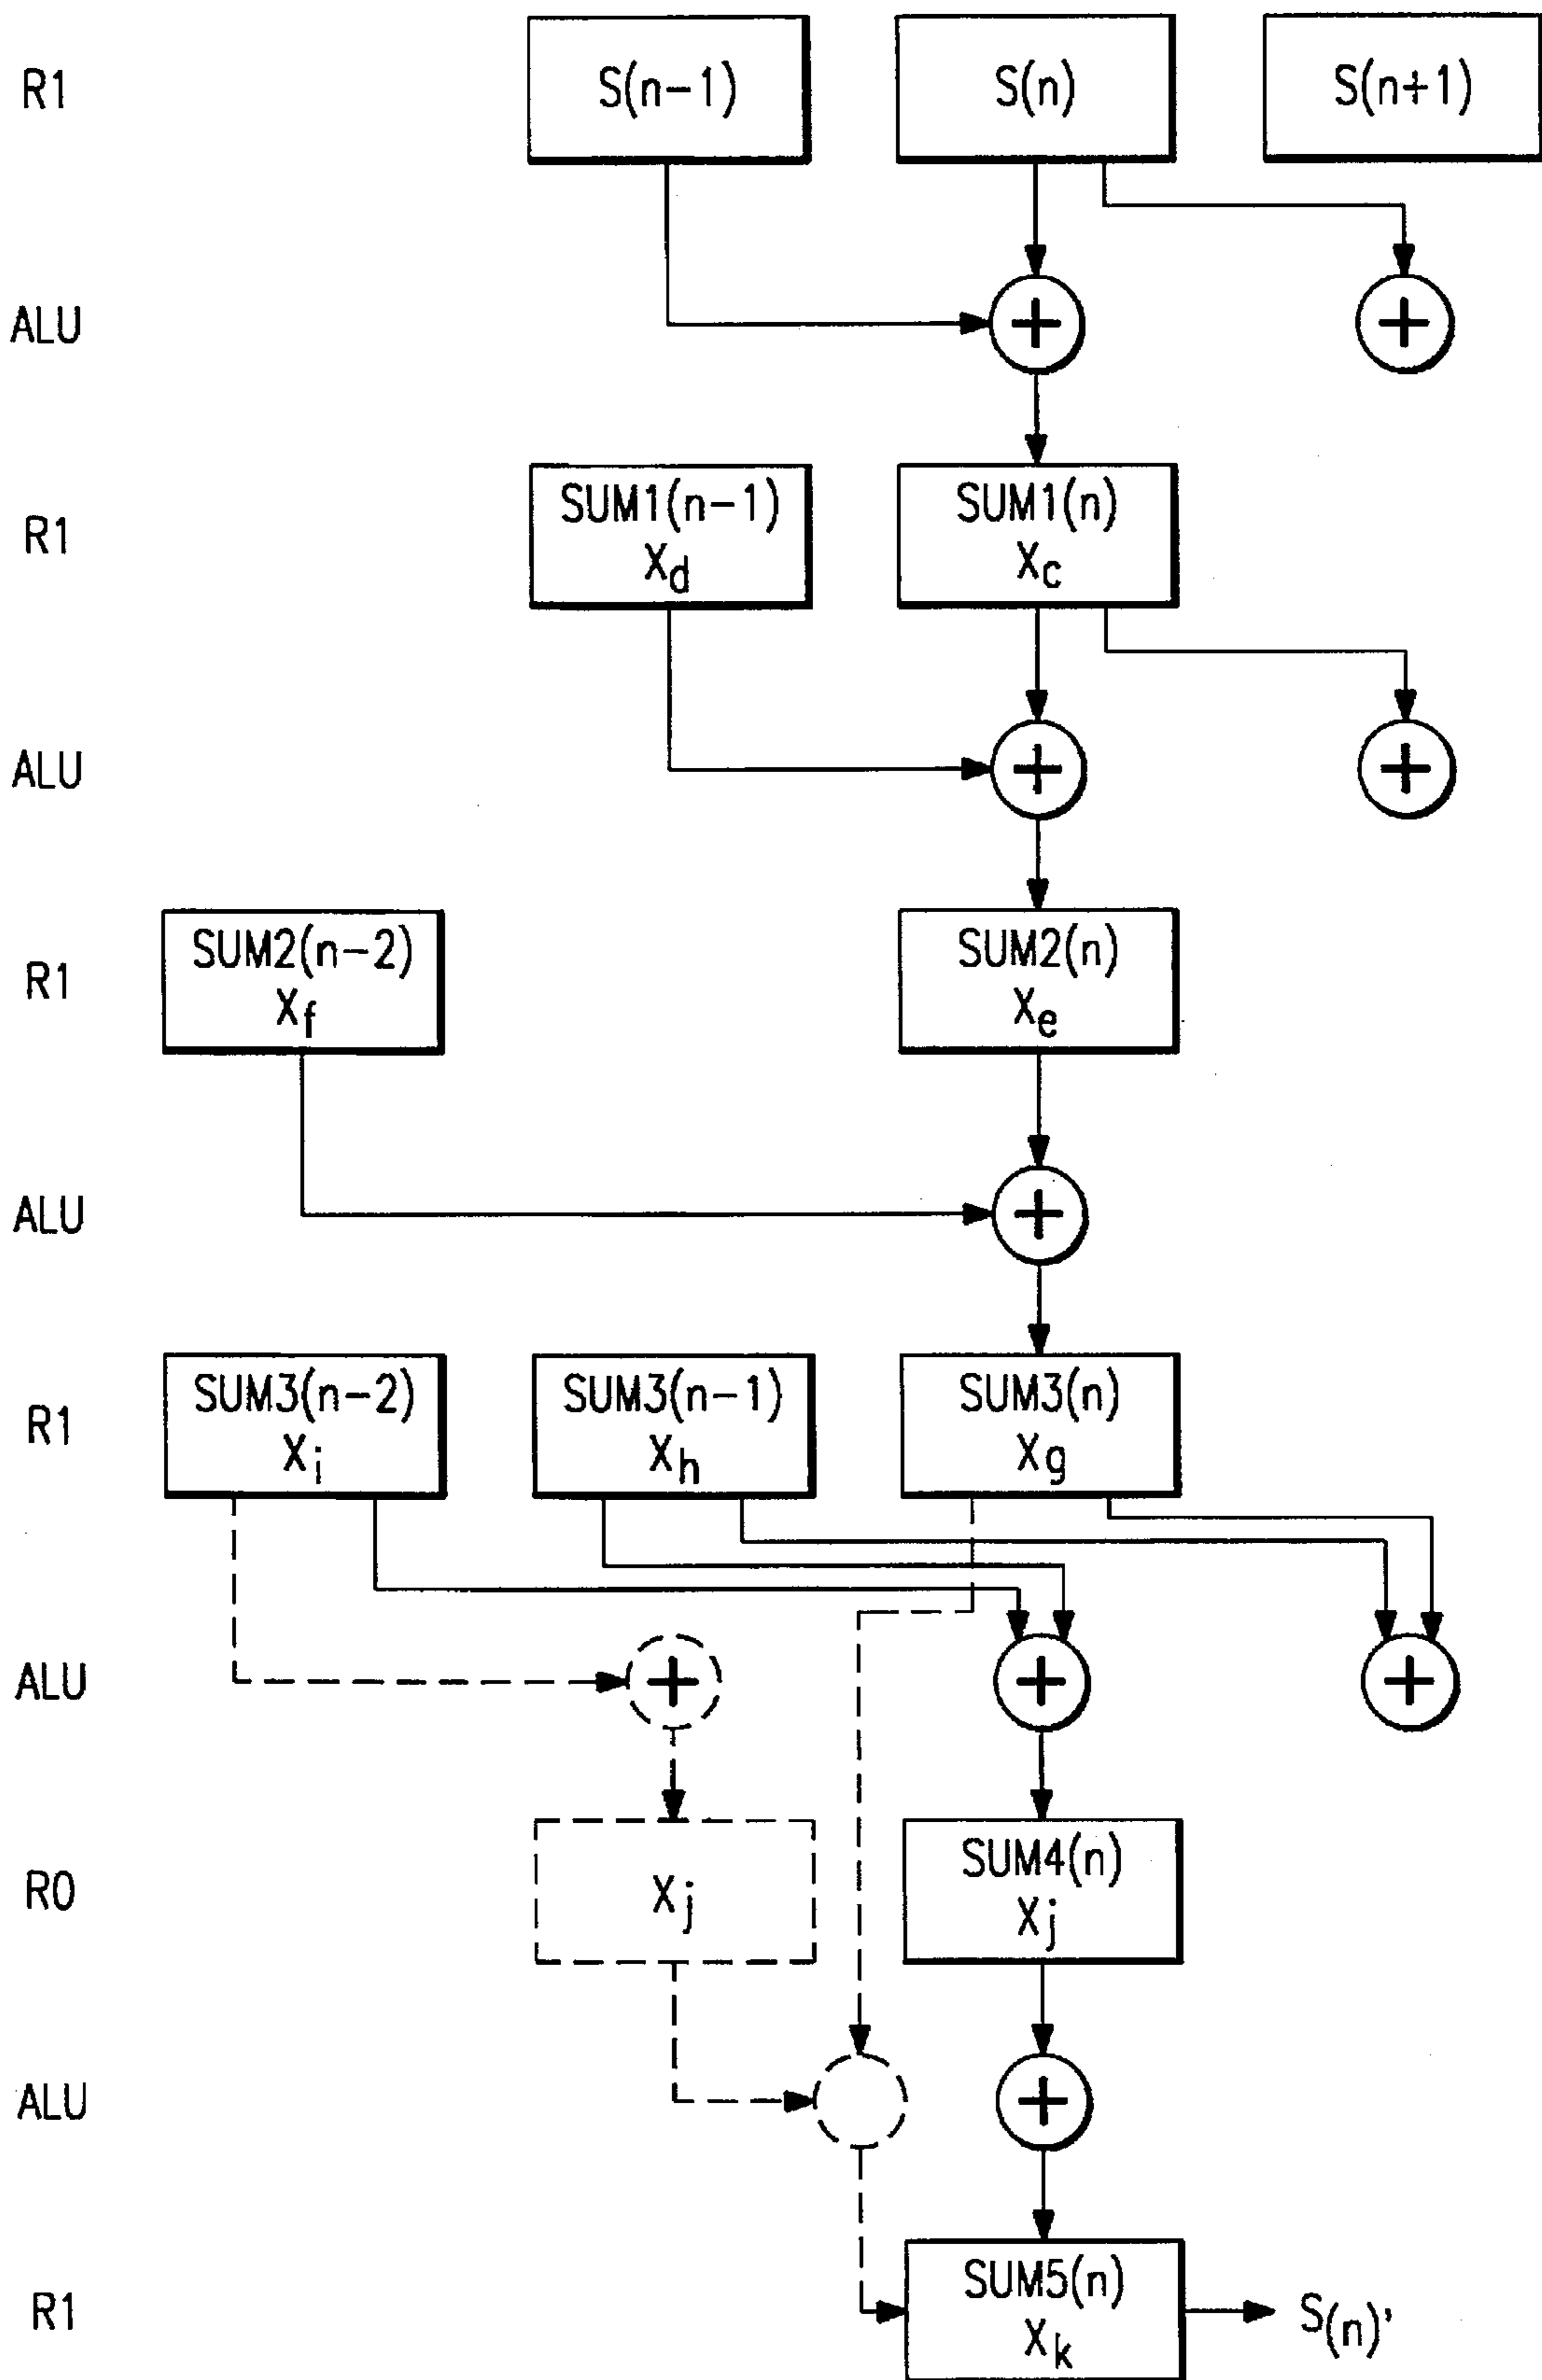 R1
S(n-1)
S(n)
S(n+1)
ALU
+
+
R1
SUM1(n-1)
Xd
SUM1(n)
Xc
ALU
+
+
R1
SUM2(n-2)
Xf
SUM2(n)
Xe
ALU
+
R1
SUM3(n-2)
Xi
SUM3(n-1)
Xh
SUM3(n)
Xg
ALU
+
+
+
R0
Xj
SUM4(n)
Xj
ALU
+
R1
SUM5(n)
Xk
S(n)'